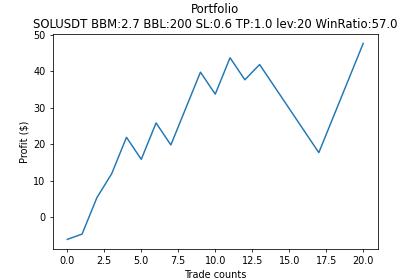 Portfolio
SOLUSDT BBM:2.7 BBL:200 SL:0.6 TP:1.0 lev:20 WinRatio:57.0
50
40
30
20
10
0
Profit ($)
0.0 2.5 5.0 7.5 10.0 12.5 15.0 17.5 20.0
Trade counts